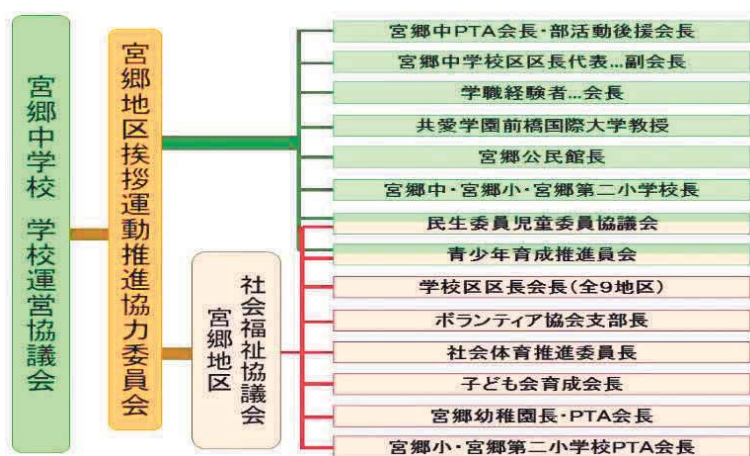 宮郷中学校 学校運営協議会
宮郷地区挨拶運動推進協力委員会
社会福祉協議会
宮郷地区
宮郷中PTA会長・部活動後援会長
宮郷中学校区区長代表…副会長
学職経験者…会長
共愛学園前橋国際大学教授
宮郷公民館長
宮郷中・宮郷小・宮郷第二小学校長
民生委員児童委員協議会
青少年育成推進員会
学校区区長会長(全9地区)
ボランティア協会支部長
社会体育推進委員長
子ども会育成会長
宮郷幼稚園長・PTA会長
宮郷小・宮郷第二小学校PTA会長